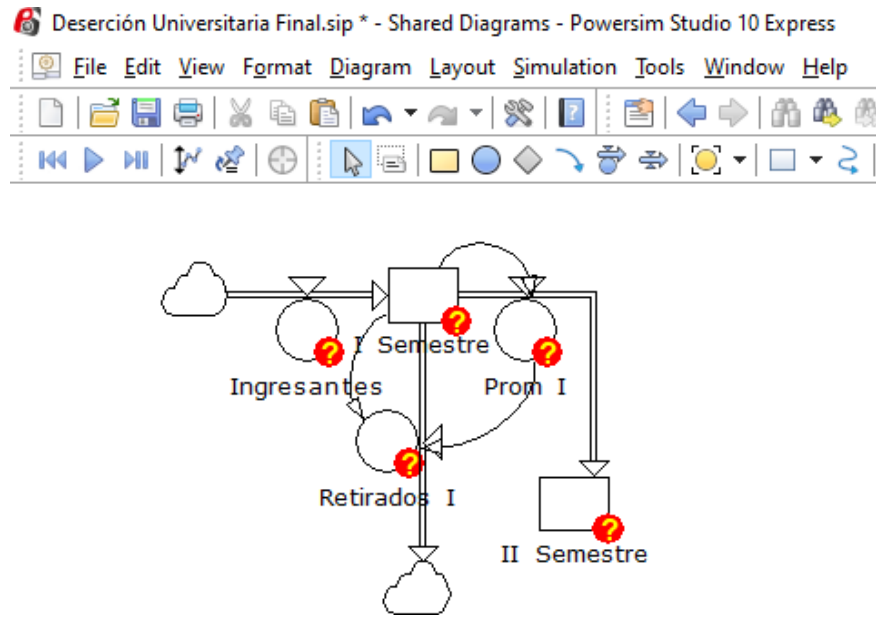 Deserción Universitaria Final.sip * - Shared Diagrams - Powersim Studio 10 Express
File Edit View Format Diagram Layout Simulation Tools Window Help
I Semestre
Ingresantes
Prom I
Retirados I
II Semestre